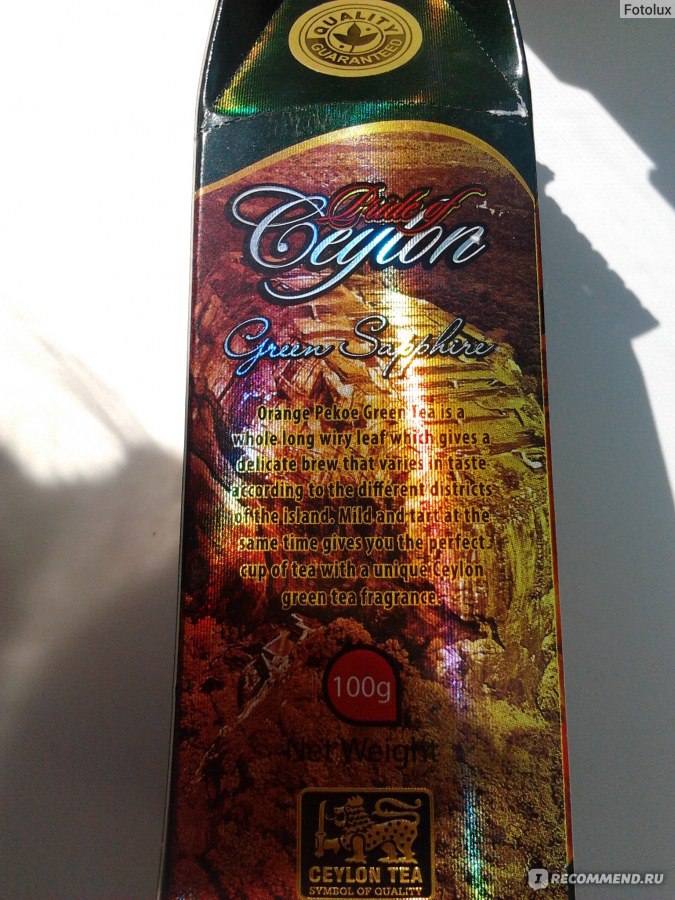 Fotolux
QUALITY
GUARANTEED
Pride of
Ceylon
Green Sapphire
Orange Pekoe Green Tea is a
whole long wiry leaf which gives a
delicate brew that varies in taste
according to the different districts
of the island. Mild and tart at the
same time gives you the perfect
cup of tea with a unique Ceylon
green tea fragrance.
100g
Net Weight
CEYLON TEA
SYMBOL OF QUALITY
IRECOMMEND.RU